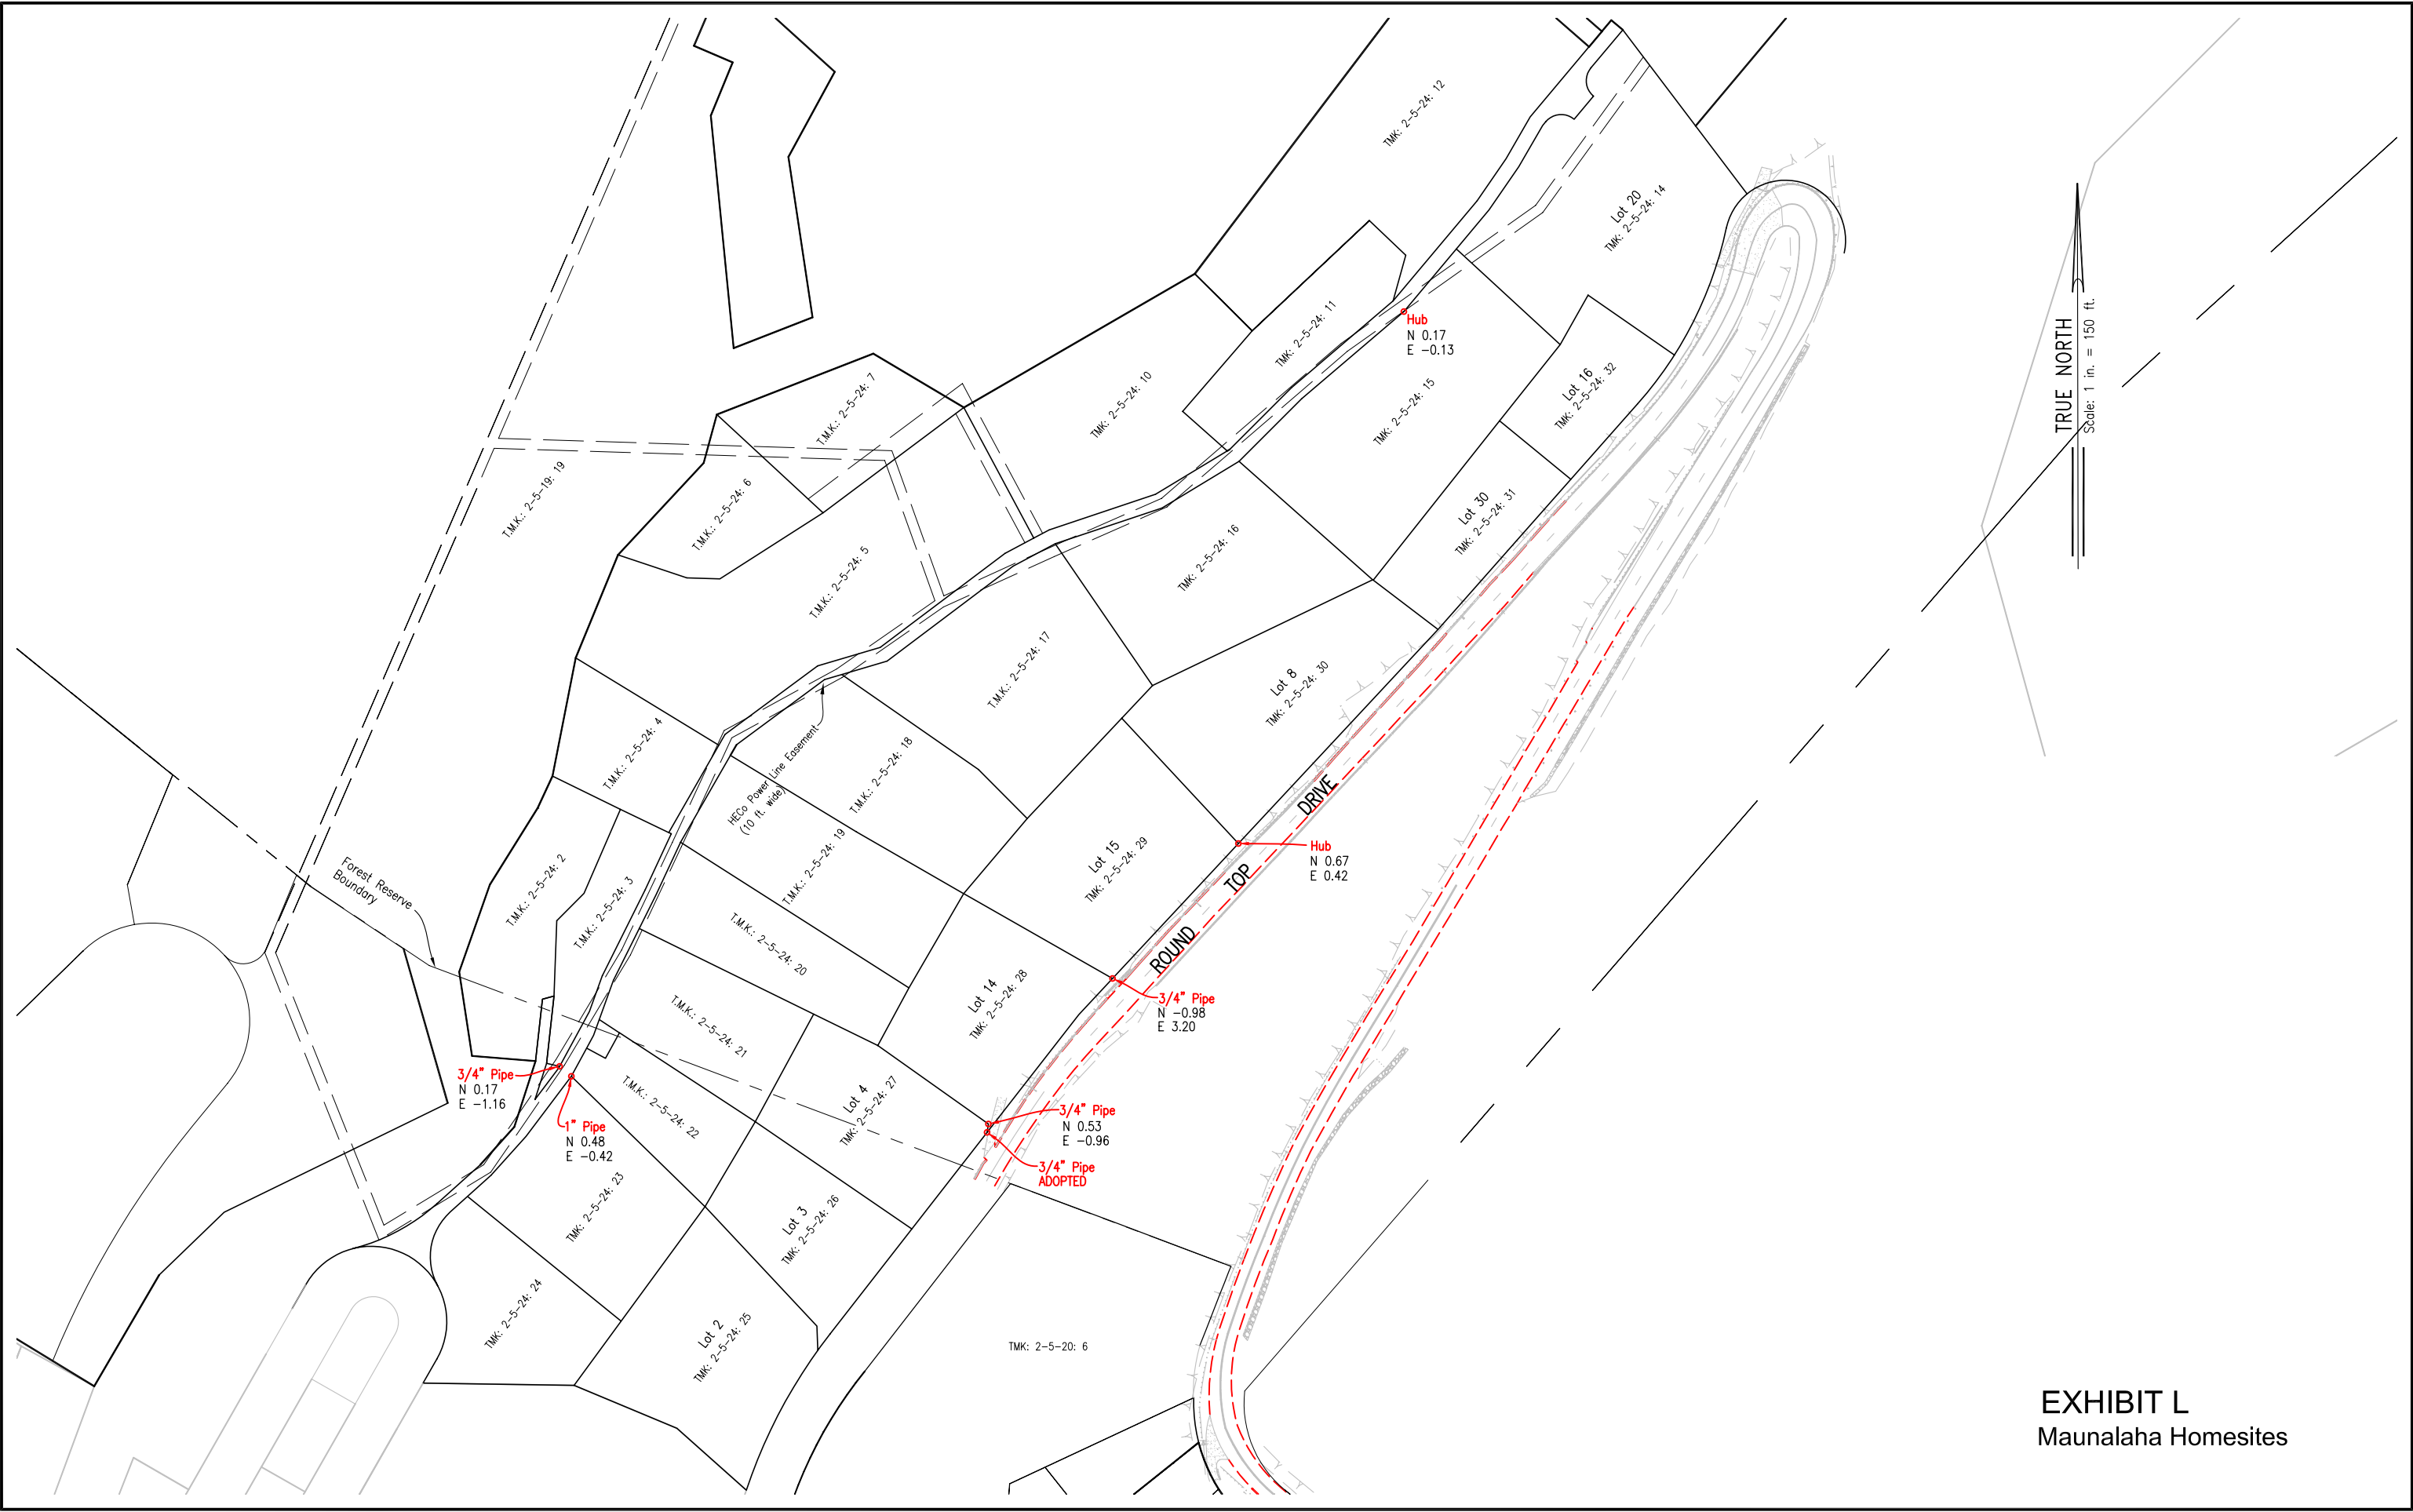 TMK: 2-5-24: 12
Lot 20
TMK: 2-5-24: 14
TRUE NORTH
Scale: 1 in. = 150 ft.
TMK: 2-5-24: 11
Hub
N 0.17
E -0.13
Lot 16
TMK: 2-5-24: 32
TMK: 2-5-24: 15
TMK: 2-5-24: 10
T.M.K.: 2-5-24: 7
T.M.K.: 2-5-19: 19
T.M.K.: 2-5-24: 6
Lot 30
TMK: 2-5-24: 31
TMK: 2-5-24: 16
T.M.K.: 2-5-24: 5
T.M.K.: 2-5-24: 17
Lot 8
TMK: 2-5-24: 30
T.M.K.: 2-5-24: 4
HECo Power Line Easement
(10 ft. wide)
T.M.K.: 2-5-24: 18
T.M.K.: 2-5-24: 19
Lot 15
TMK: 2-5-24: 29
ROUND TOP DRIVE
Hub
N 0.67
E 0.42
Forest Reserve
Boundary
T.M.K.: 2-5-24: 2
T.M.K.: 2-5-24: 3
T.M.K.: 2-5-24: 20
Lot 14
TMK: 2-5-24: 28
3/4" Pipe
N -0.98
E 3.20
T.M.K.: 2-5-24: 21
3/4" Pipe
N 0.17
E -1.16
1" Pipe
N 0.48
E -0.42
T.M.K.: 2-5-24: 22
Lot 4
TMK: 2-5-24: 27
3/4" Pipe
N 0.53
E -0.96
3/4" Pipe
ADOPTED
TMK: 2-5-24: 23
Lot 3
TMK: 2-5-24: 26
TMK: 2-5-24: 24
Lot 2
TMK: 2-5-24: 25
TMK: 2-5-20: 6
EXHIBIT L
Maunalaha Homesites